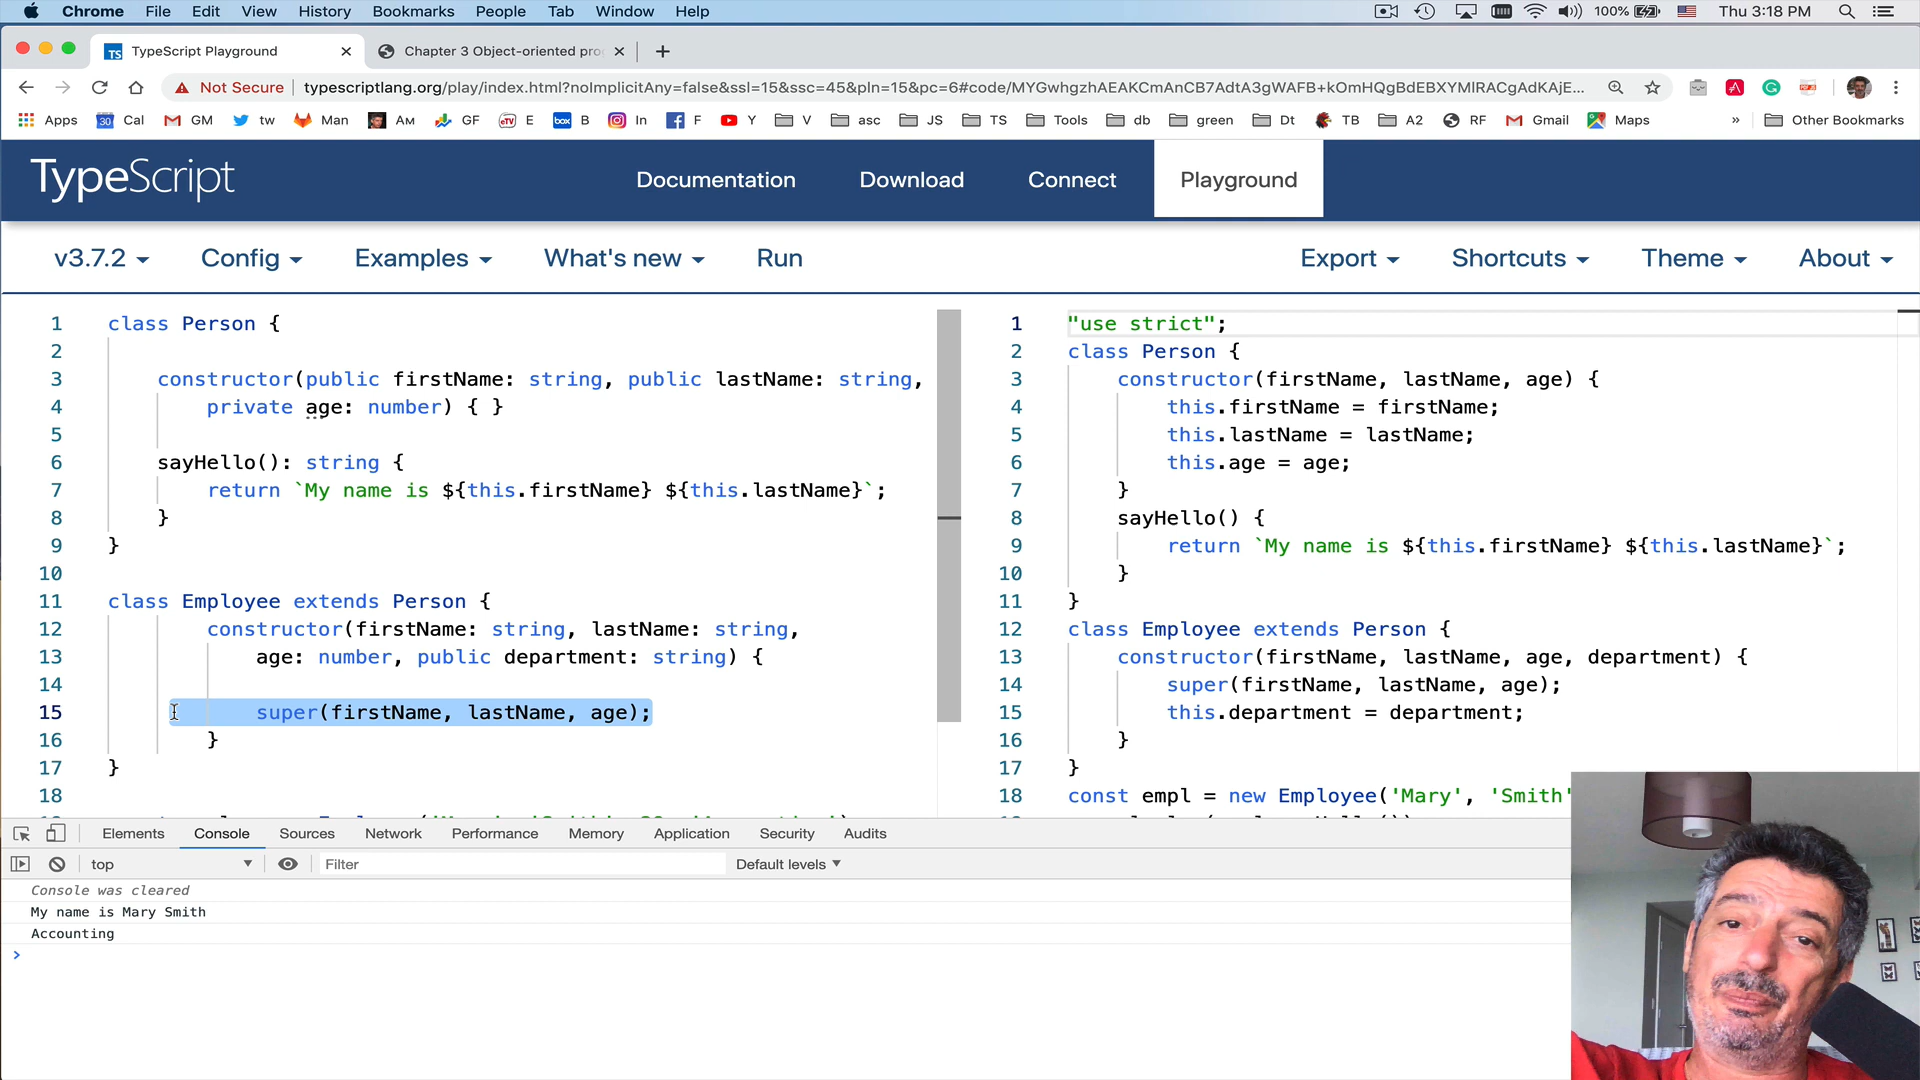 Chrome File Edit View History Bookmarks People Tab Window Help 100% Thu 3:18 PM
TS TypeScript Playground Chapter 3 Object-oriented pro
Not Secure typescriptlang.org/play/index.html?noImplicitAny=false&ssl=15&ssc=45&pln=15&pc=6#code/MYGwhgzhAEAKCmAnCB7AdtA3gWAFB+kOmHQgBdEBXYMlRACgAdKAjE...
Apps 30 Cal GM tw Man Ам GF eTV E box B In F Y V asc JS TS Tools db green Dt TB A2 RF Gmail Maps » Other Bookmarks
TypeScript Documentation Download Connect Playground
v3.7.2 Config Examples What's new Run Export Shortcuts Theme About
1 class Person {
2
3 constructor(public firstName: string, public lastName: string,
4 private age: number) { }
5
6 sayHello(): string {
7 return `My name is ${this.firstName} ${this.lastName}`;
8 }
9 }
10
11 class Employee extends Person {
12 constructor(firstName: string, lastName: string,
13 age: number, public department: string) {
14
15 super(firstName, lastName, age);
16 }
17 }
18
1 "use strict";
2 class Person {
3 constructor(firstName, lastName, age) {
4 this.firstName = firstName;
5 this.lastName = lastName;
6 this.age = age;
7 }
8 sayHello() {
9 return `My name is ${this.firstName} ${this.lastName}`;
10 }
11 }
12 class Employee extends Person {
13 constructor(firstName, lastName, age, department) {
14 super(firstName, lastName, age);
15 this.department = department;
16 }
17 }
18 const empl = new Employee('Mary', 'Smith'
Elements Console Sources Network Performance Memory Application Security Audits
top Filter Default levels
Console was cleared
My name is Mary Smith
Accounting
>